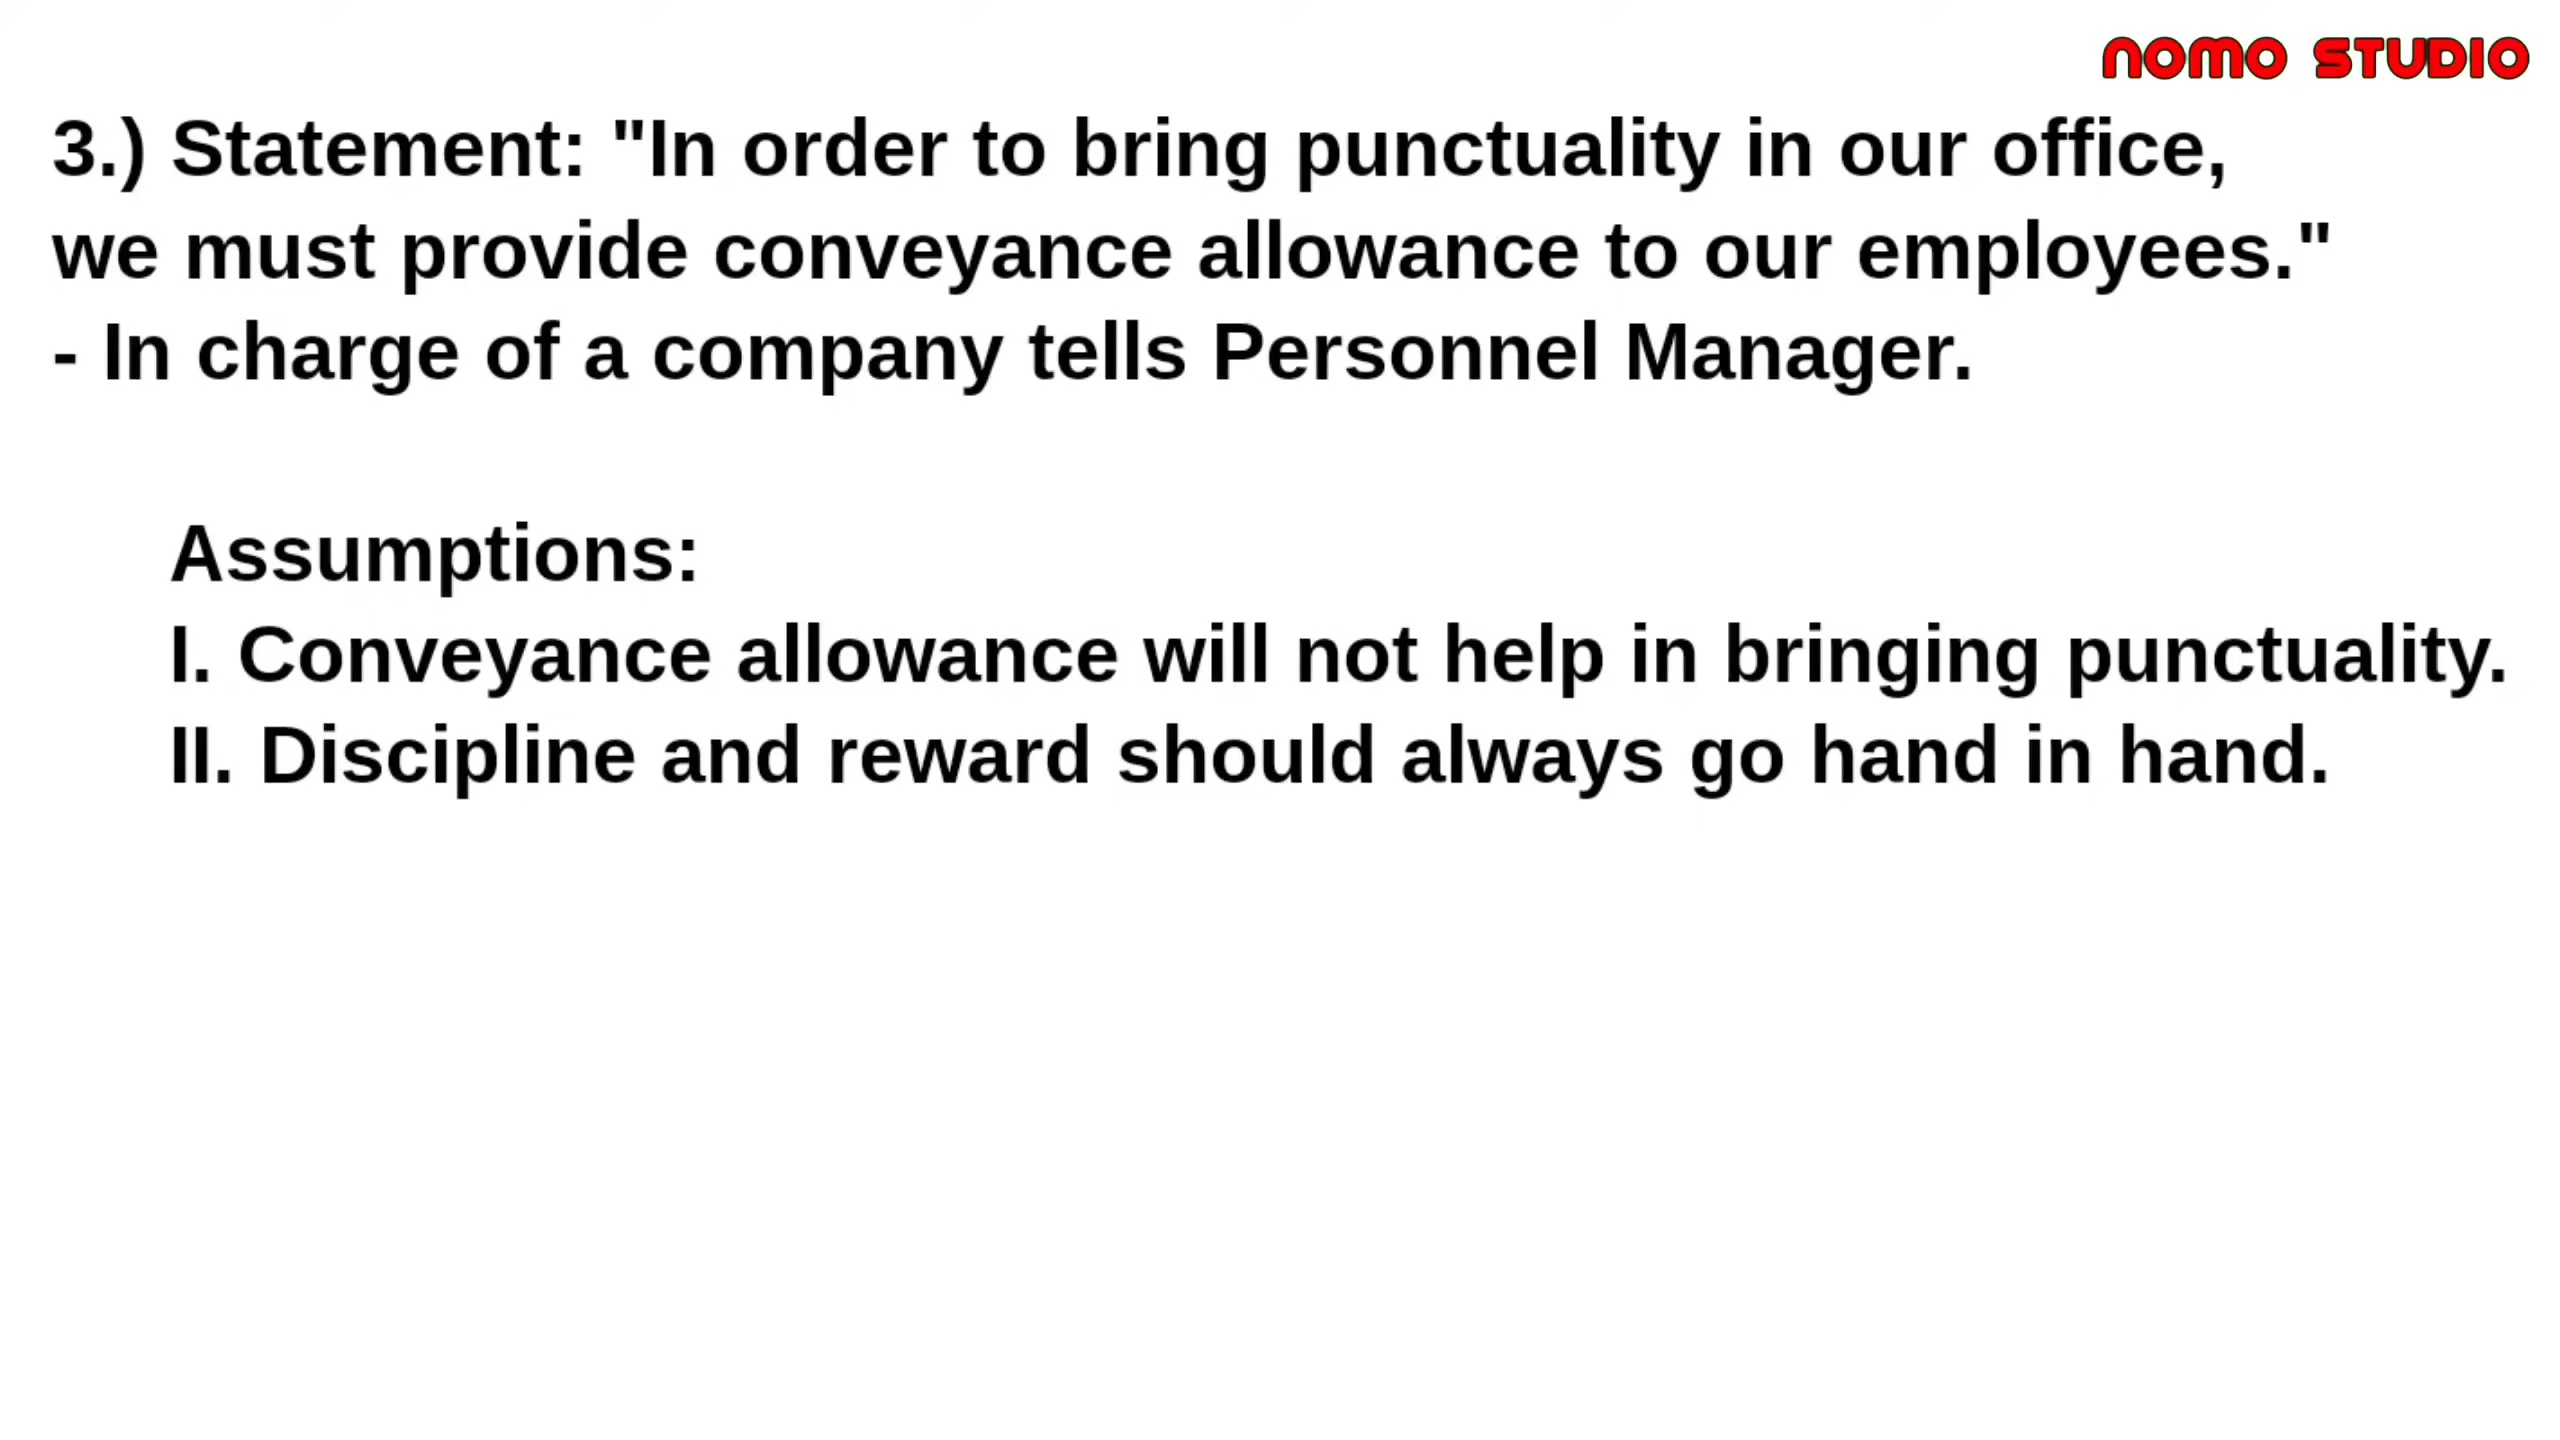 NOMO STUDIO
3.) Statement: "In order to bring punctuality in our office,
we must provide conveyance allowance to our employees."
- In charge of a company tells Personnel Manager.
Assumptions:
I. Conveyance allowance will not help in bringing punctuality.
II. Discipline and reward should always go hand in hand.